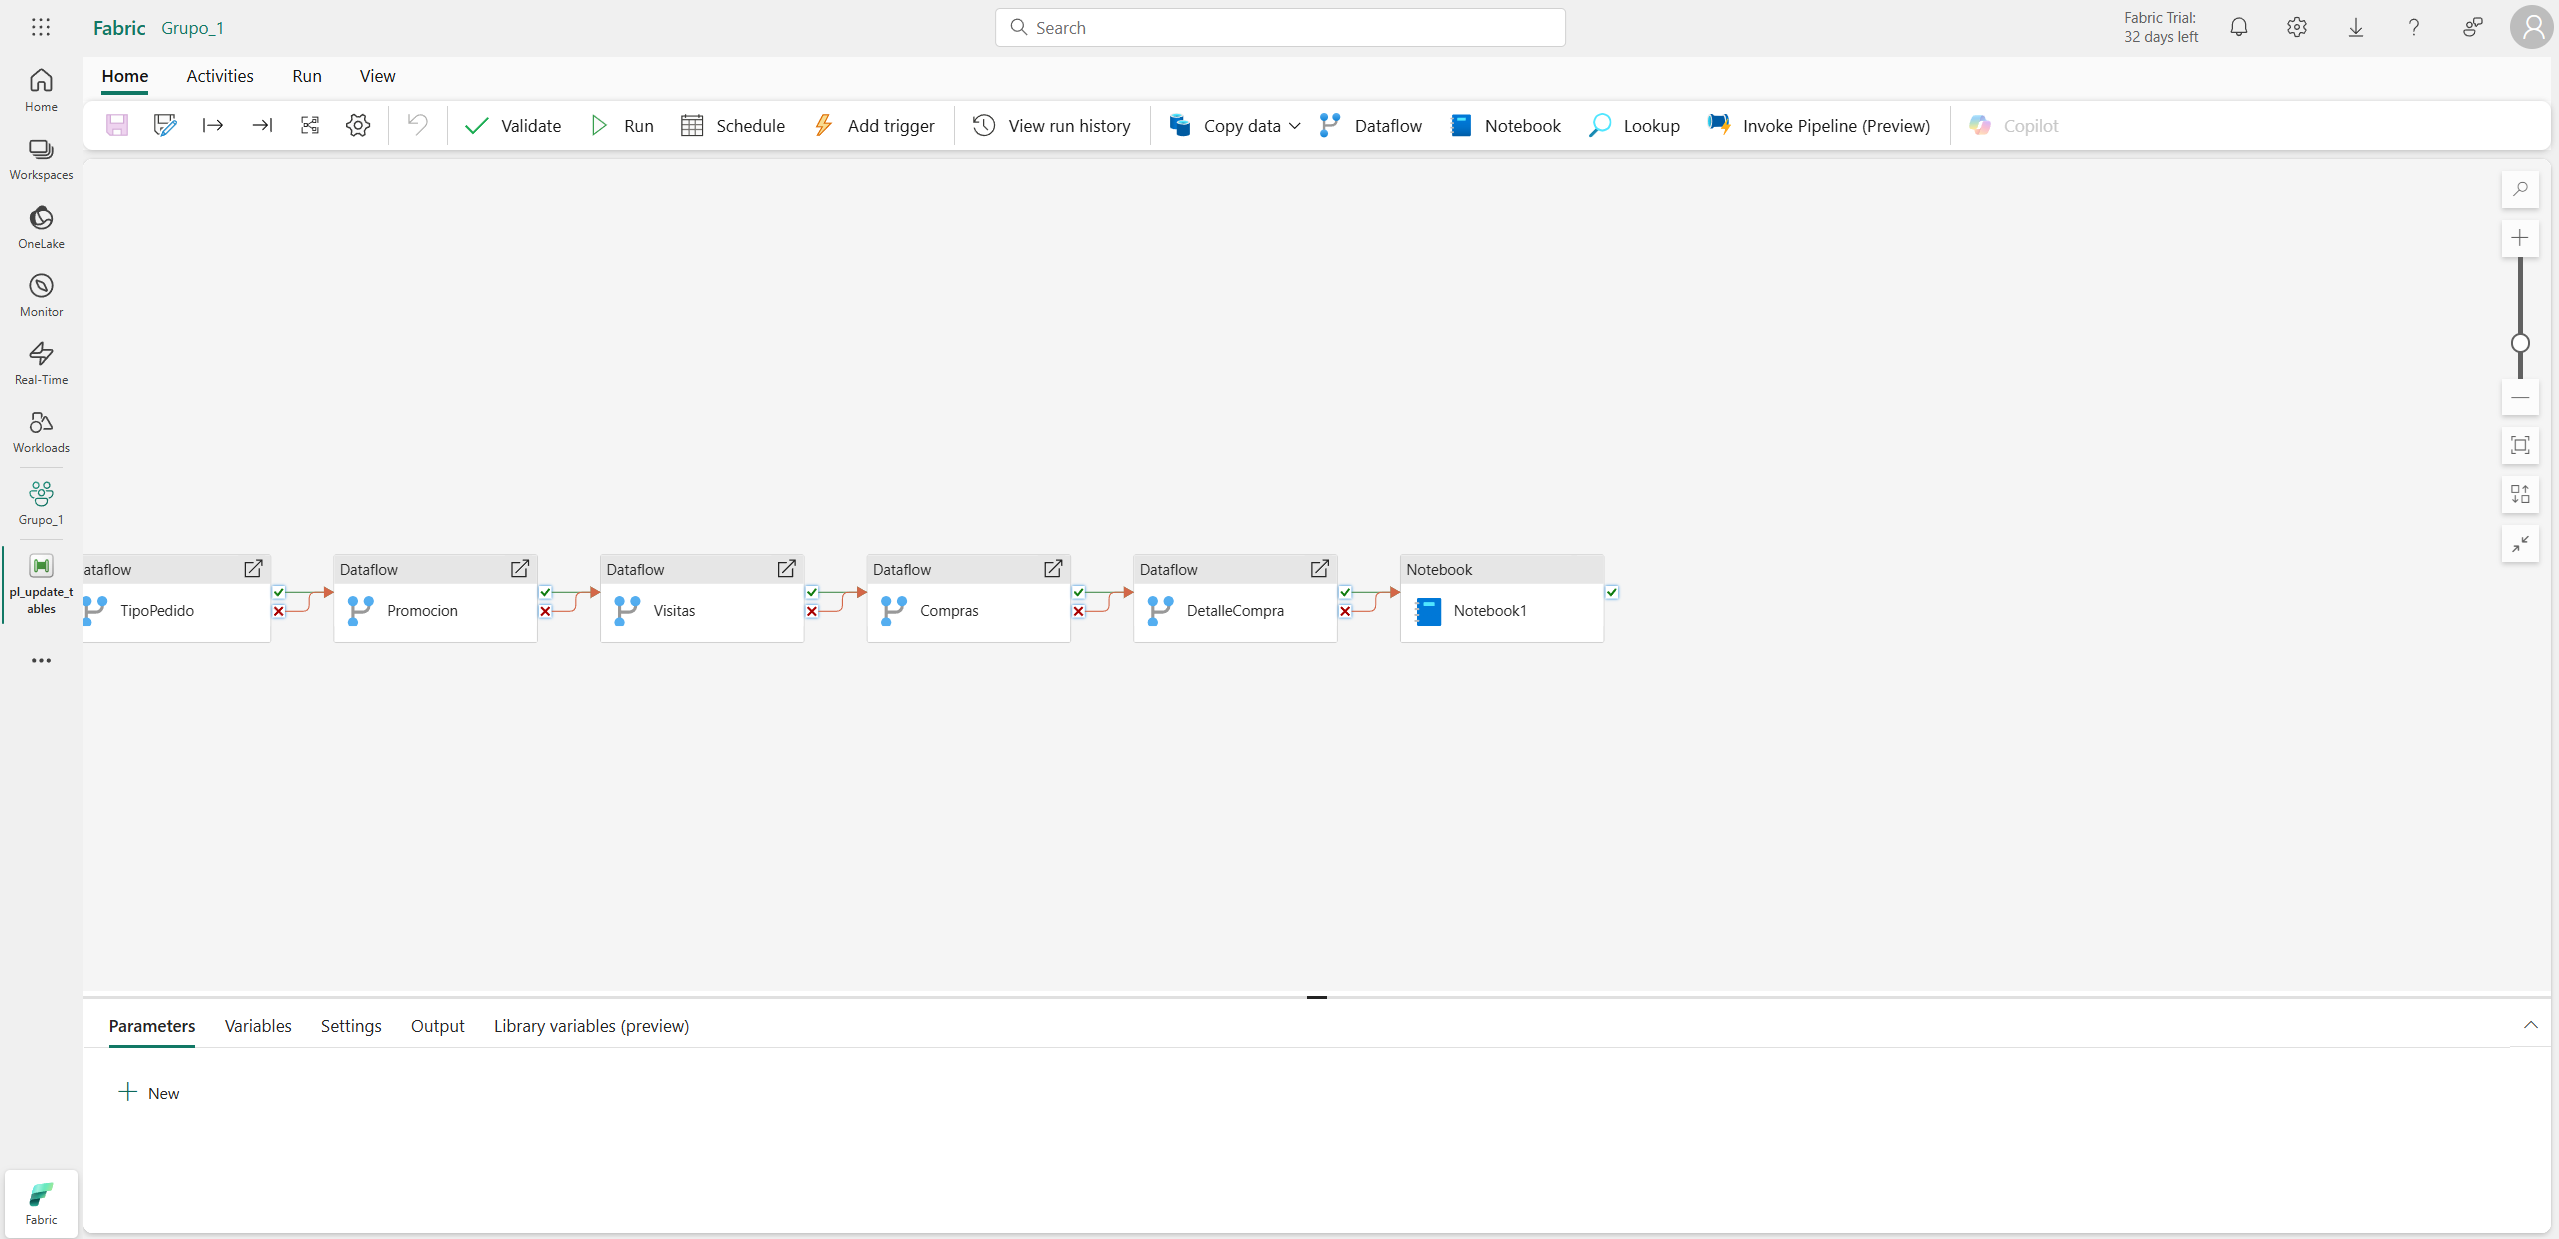 Fabric Grupo_1
Search
Fabric Trial:
32 days left
Home Activities Run View
Validate Run Schedule Add trigger View run history Copy data Dataflow Notebook Lookup Invoke Pipeline (Preview) Copilot
Home
Workspaces
OneLake
Monitor
Real-Time
Workloads
Grupo_1
pl_update_t
ables
Fabric
ataflow
TipoPedido
Dataflow
Promocion
Dataflow
Visitas
Dataflow
Compras
Dataflow
DetalleCompra
Notebook
Notebook1
Parameters Variables Settings Output Library variables (preview)
New